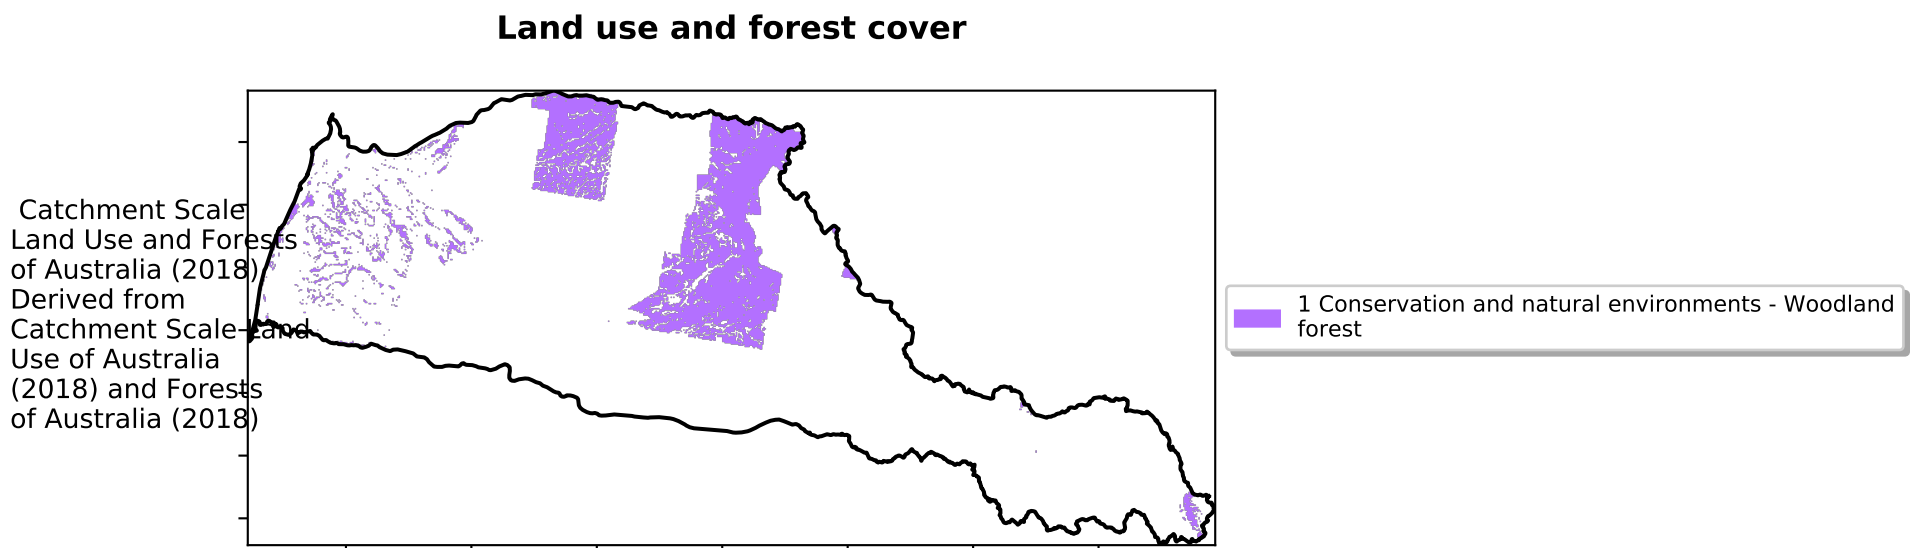 Land use and forest cover
Catchment Scale
Land Use and Forests
of Australia (2018)
Derived from
Catchment Scale Land
Use of Australia
(2018) and Forests
of Australia (2018)
1 Conservation and natural environments - Woodland
forest